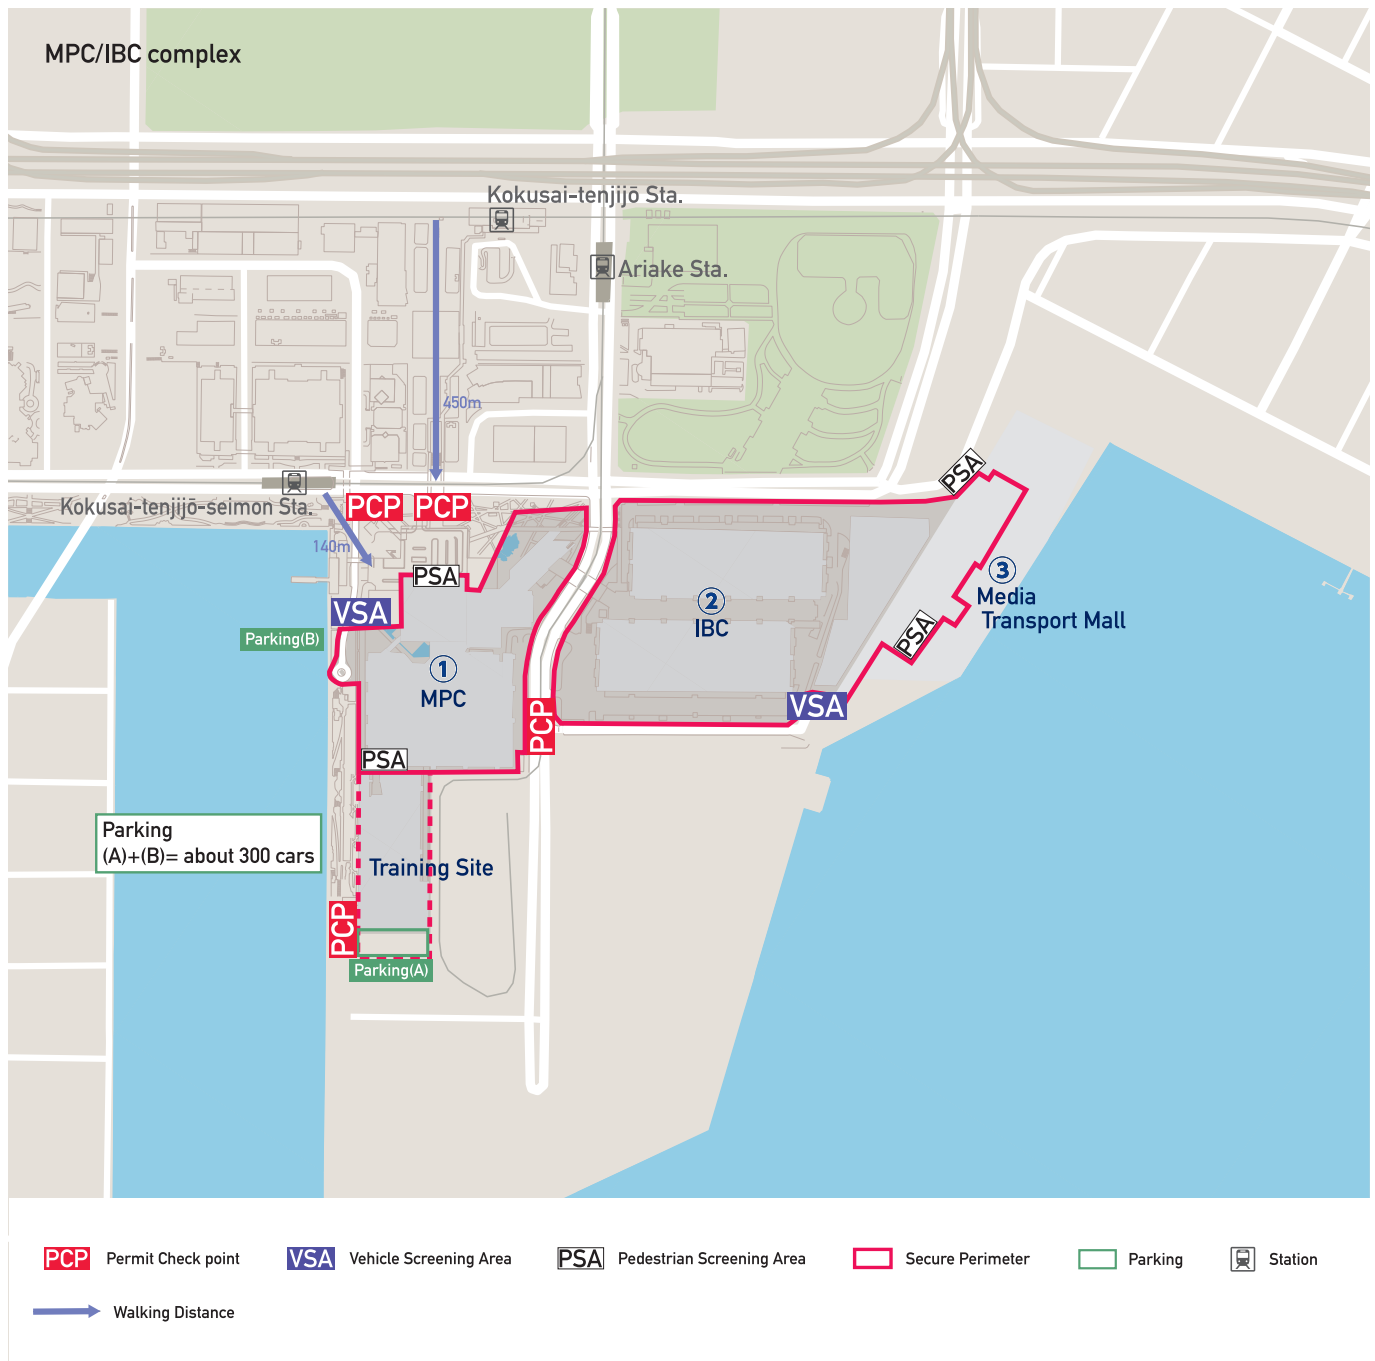 MPC/IBC complex
Kokusai-tenjijō Sta.
Ariake Sta.
450m
PSA
Kokusai-tenjijō-seimon Sta.
PCP
PCP
140m
PSA
3
Media
Transport Mall
VSA
2
IBC
Parking(B)
PSA
1
MPC
VSA
PCP
PSA
Parking
(A)+(B)= about 300 cars
Training Site
PCP
Parking(A)
PCP Permit Check point
VSA Vehicle Screening Area
PSA Pedestrian Screening Area
Secure Perimeter
Parking
Station
Walking Distance